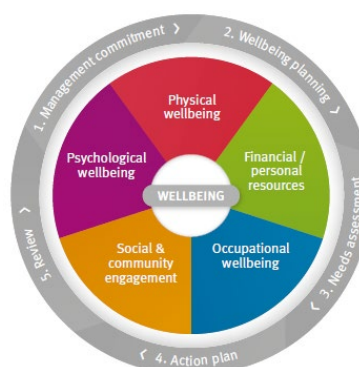 1. Management commitment >
2. Wellbeing planning >
3. Needs assessment >
4. Action plan >
5. Review >
Physical
wellbeing
Financial /
personal
resources
Occupational
wellbeing
Social &
community
engagement
Psychological
wellbeing
WELLBEING